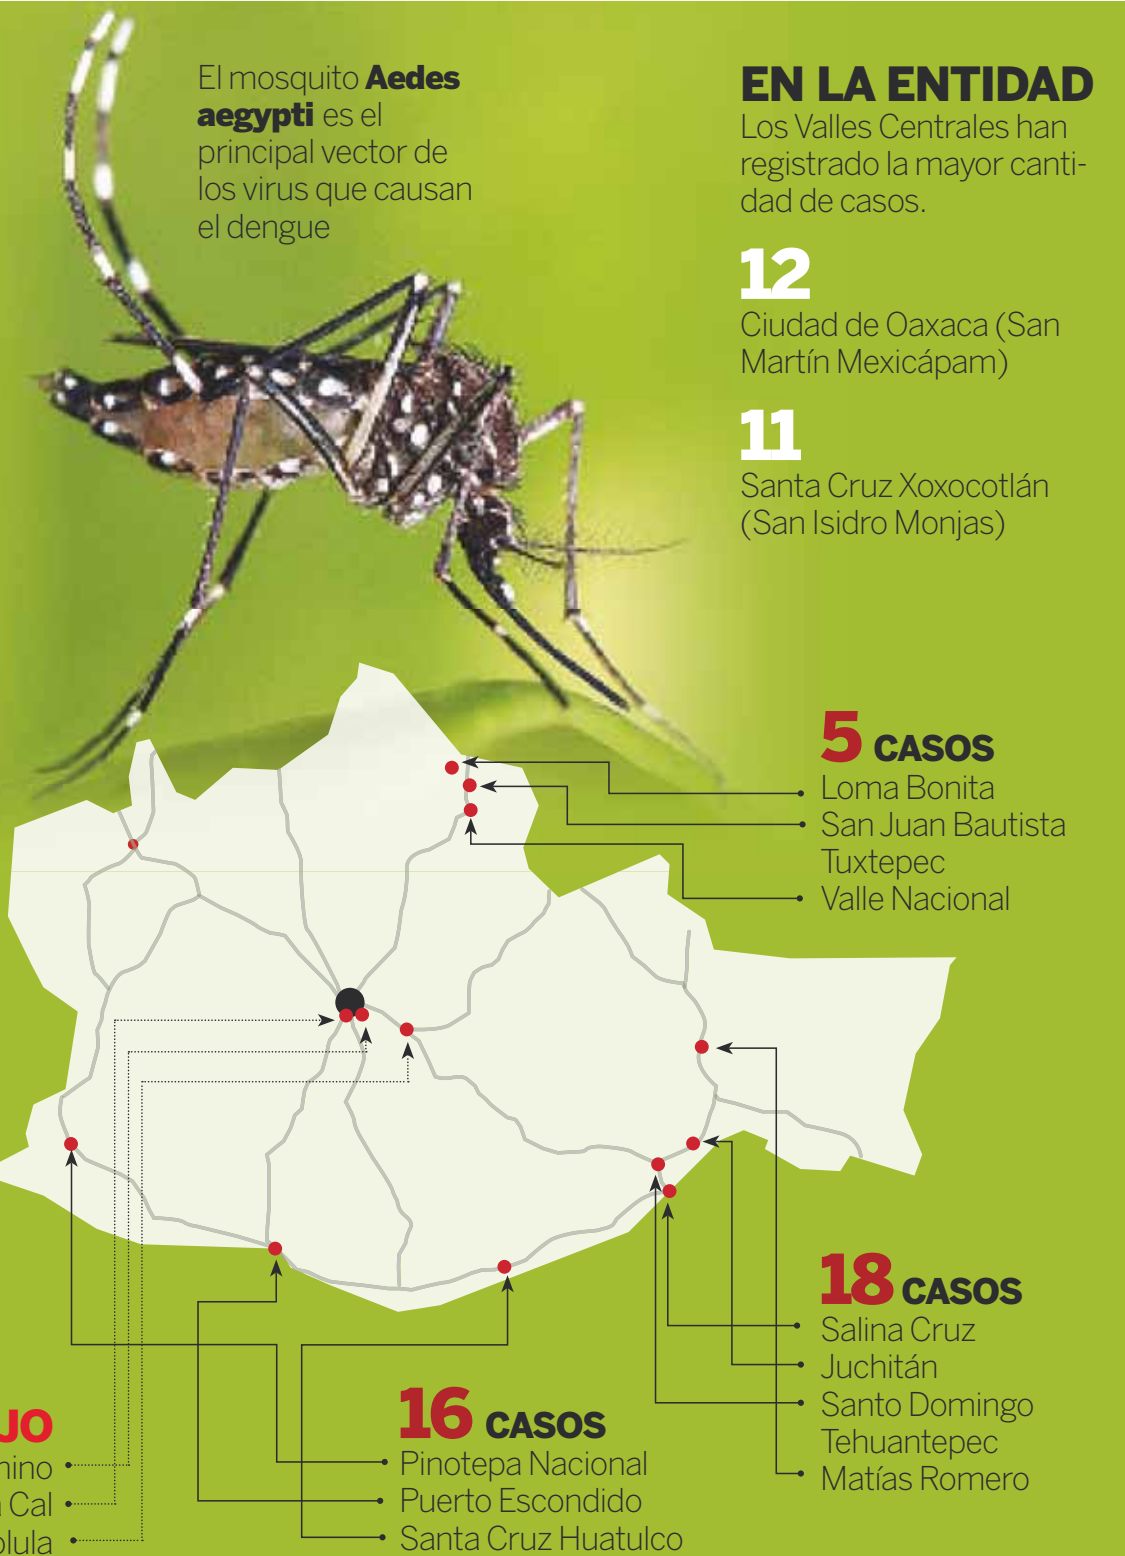 El mosquito Aedes
aegypti es el
principal vector de
los virus que causan
el dengue
EN LA ENTIDAD
Los Valles Centrales han
registrado la mayor canti-
dad de casos.
12
Ciudad de Oaxaca (San
Martín Mexicápam)
11
Santa Cruz Xoxocotlán
(San Isidro Monjas)
5 CASOS
Loma Bonita
San Juan Bautista
Tuxtepec
Valle Nacional
18 CASOS
Salina Cruz
Juchitán
Santo Domingo
Tehuantepec
Matías Romero
16 CASOS
Pinotepa Nacional
Puerto Escondido
Santa Cruz Huatulco
Cal